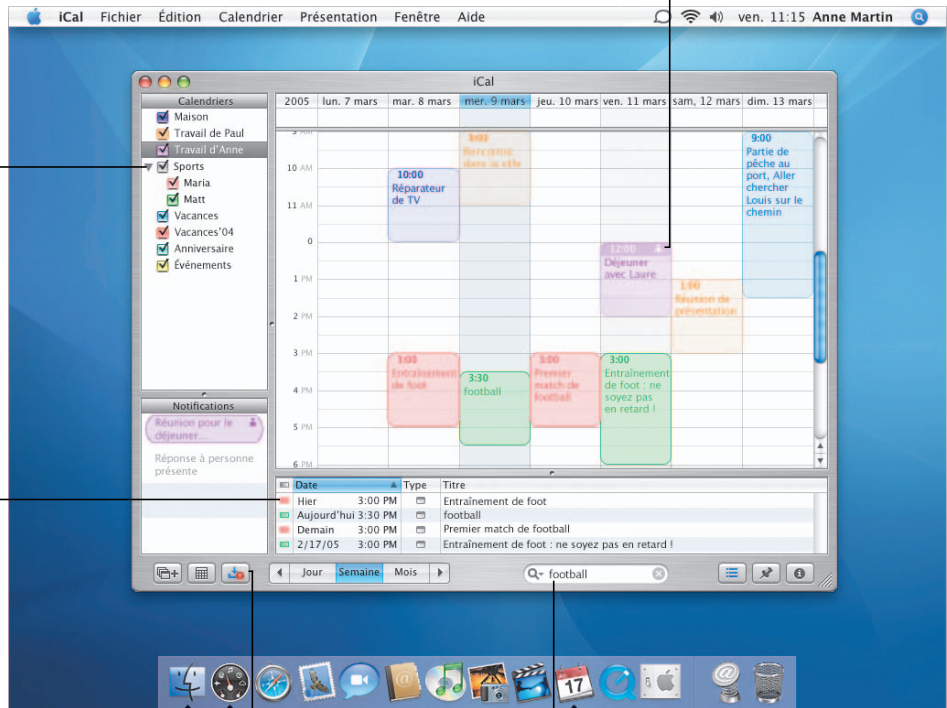 iCal Fichier Édition Calendrier Présentation Fenêtre Aide ven. 11:15 Anne Martin
iCal
Calendriers
Maison
Travail de Paul
Travail d'Anne
Sports
Maria
Matt
Vacances
Vacances'04
Anniversaire
Événements
Notifications
Réunion pour le
déjeuner...
Réponse à personne
présente
2005 lun. 7 mars mar. 8 mars mer. 9 mars jeu. 10 mars ven. 11 mars sam, 12 mars dim. 13 mars
10 AM
11 AM
0
1 PM
2 PM
3 PM
4 PM
5 PM
6 PM
10:00
Réparateur
de TV
3:00
Entraînement
de foot
3:30
football
3:00
Premier
match de
football
12:00
Déjeuner
avec Laure
3:00
Entraînement
de foot : ne
soyez pas
en retard !
1:00
Réunion de
présentation
9:00
Partie de
pêche au
port, Aller
chercher
Louis sur le
chemin
Date Type Titre
Hier 3:00 PM Entraînement de foot
Aujourd'hui 3:30 PM football
Demain 3:00 PM Premier match de football
2/17/05 3:00 PM Entraînement de foot : ne soyez pas en retard !
Jour Semaine Mois
football
17